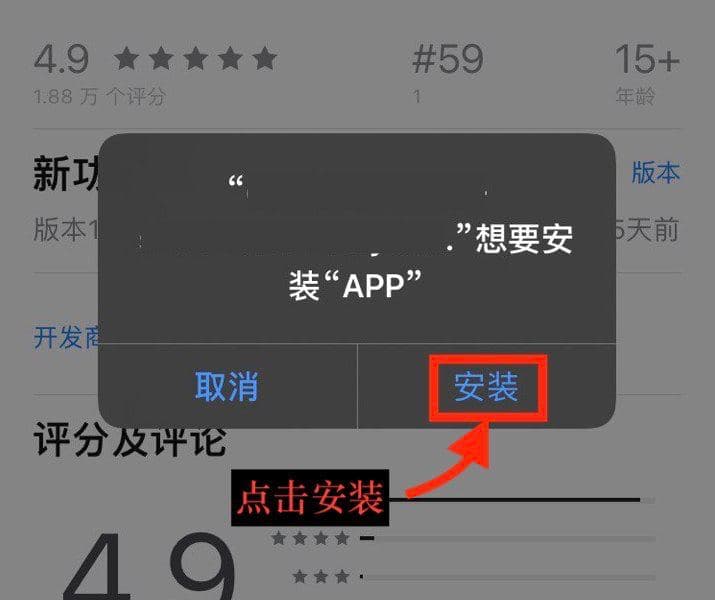 4.9 ★★★★★ #59 15+
1.88 万 个评分 1 年龄
新功
版本
版本1
5天前
“
.”想要安
装“APP”
开发商
取消 安装
评分及评论
点击安装
4.9